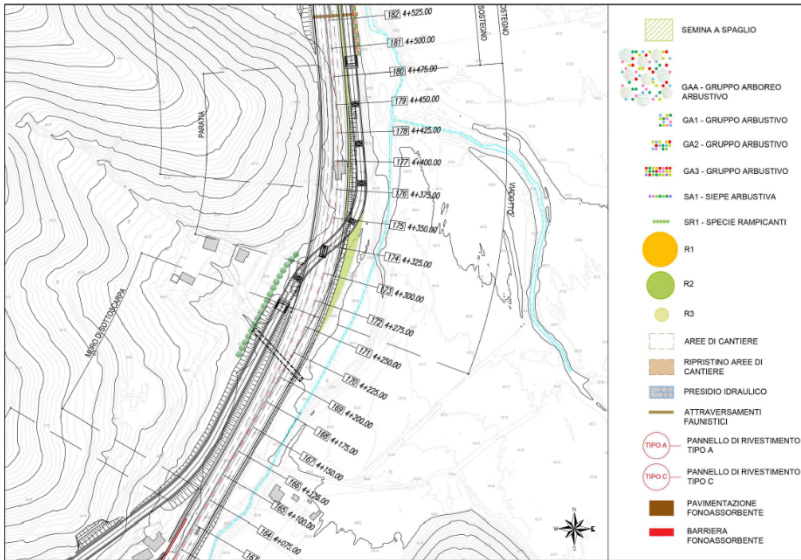 182 4+525.00
181 4+500.00
180 4+475.00
179 4+450.00
178 4+425.00
177 4+400.00
176 4+375.00
175 4+350.00
174 4+325.00
173 4+300.00
172 4+275.00
171 4+250.00
170 4+225.00
169 4+200.00
168 4+175.00
167 4+150.00
166 4+125.00
165 4+100.00
164 4+075.00
SOSTEGNO
SOSTEGNO
PARATIA
VIADOTTO
MURO DI SOTTOSCARPA
N
W
E
S
SEMINA A SPAGLIO
GAA - GRUPPO ARBOREO
ARBUSTIVO
GA1 - GRUPPO ARBUSTIVO
GA2 - GRUPPO ARBUSTIVO
GA3 - GRUPPO ARBUSTIVO
SA1 - SIEPE ARBUSTIVA
SR1 - SPECIE RAMPICANTI
R1
R2
R3
AREE DI CANTIERE
RIPRISTINO AREE DI
CANTIERE
PRESIDIO IDRAULICO
ATTRAVERSAMENTI
FAUNISTICI
TIPO A
PANNELLO DI RIVESTIMENTO
TIPO A
TIPO C
PANNELLO DI RIVESTIMENTO
TIPO C
PAVIMENTAZIONE
FONOASSORBENTE
BARRIERA
FONOASSORBENTE